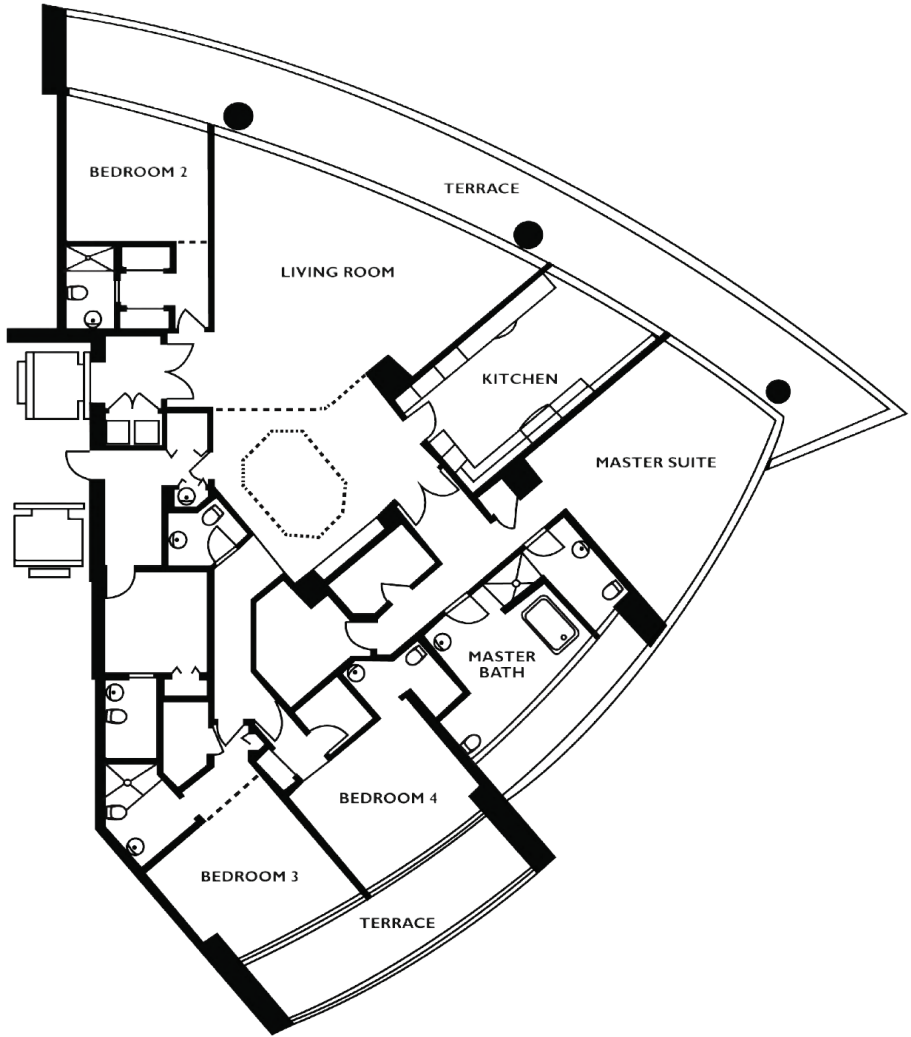 BEDROOM 2
TERRACE
LIVING ROOM
KITCHEN
MASTER SUITE
MASTER
BATH
BEDROOM 4
BEDROOM 3
TERRACE